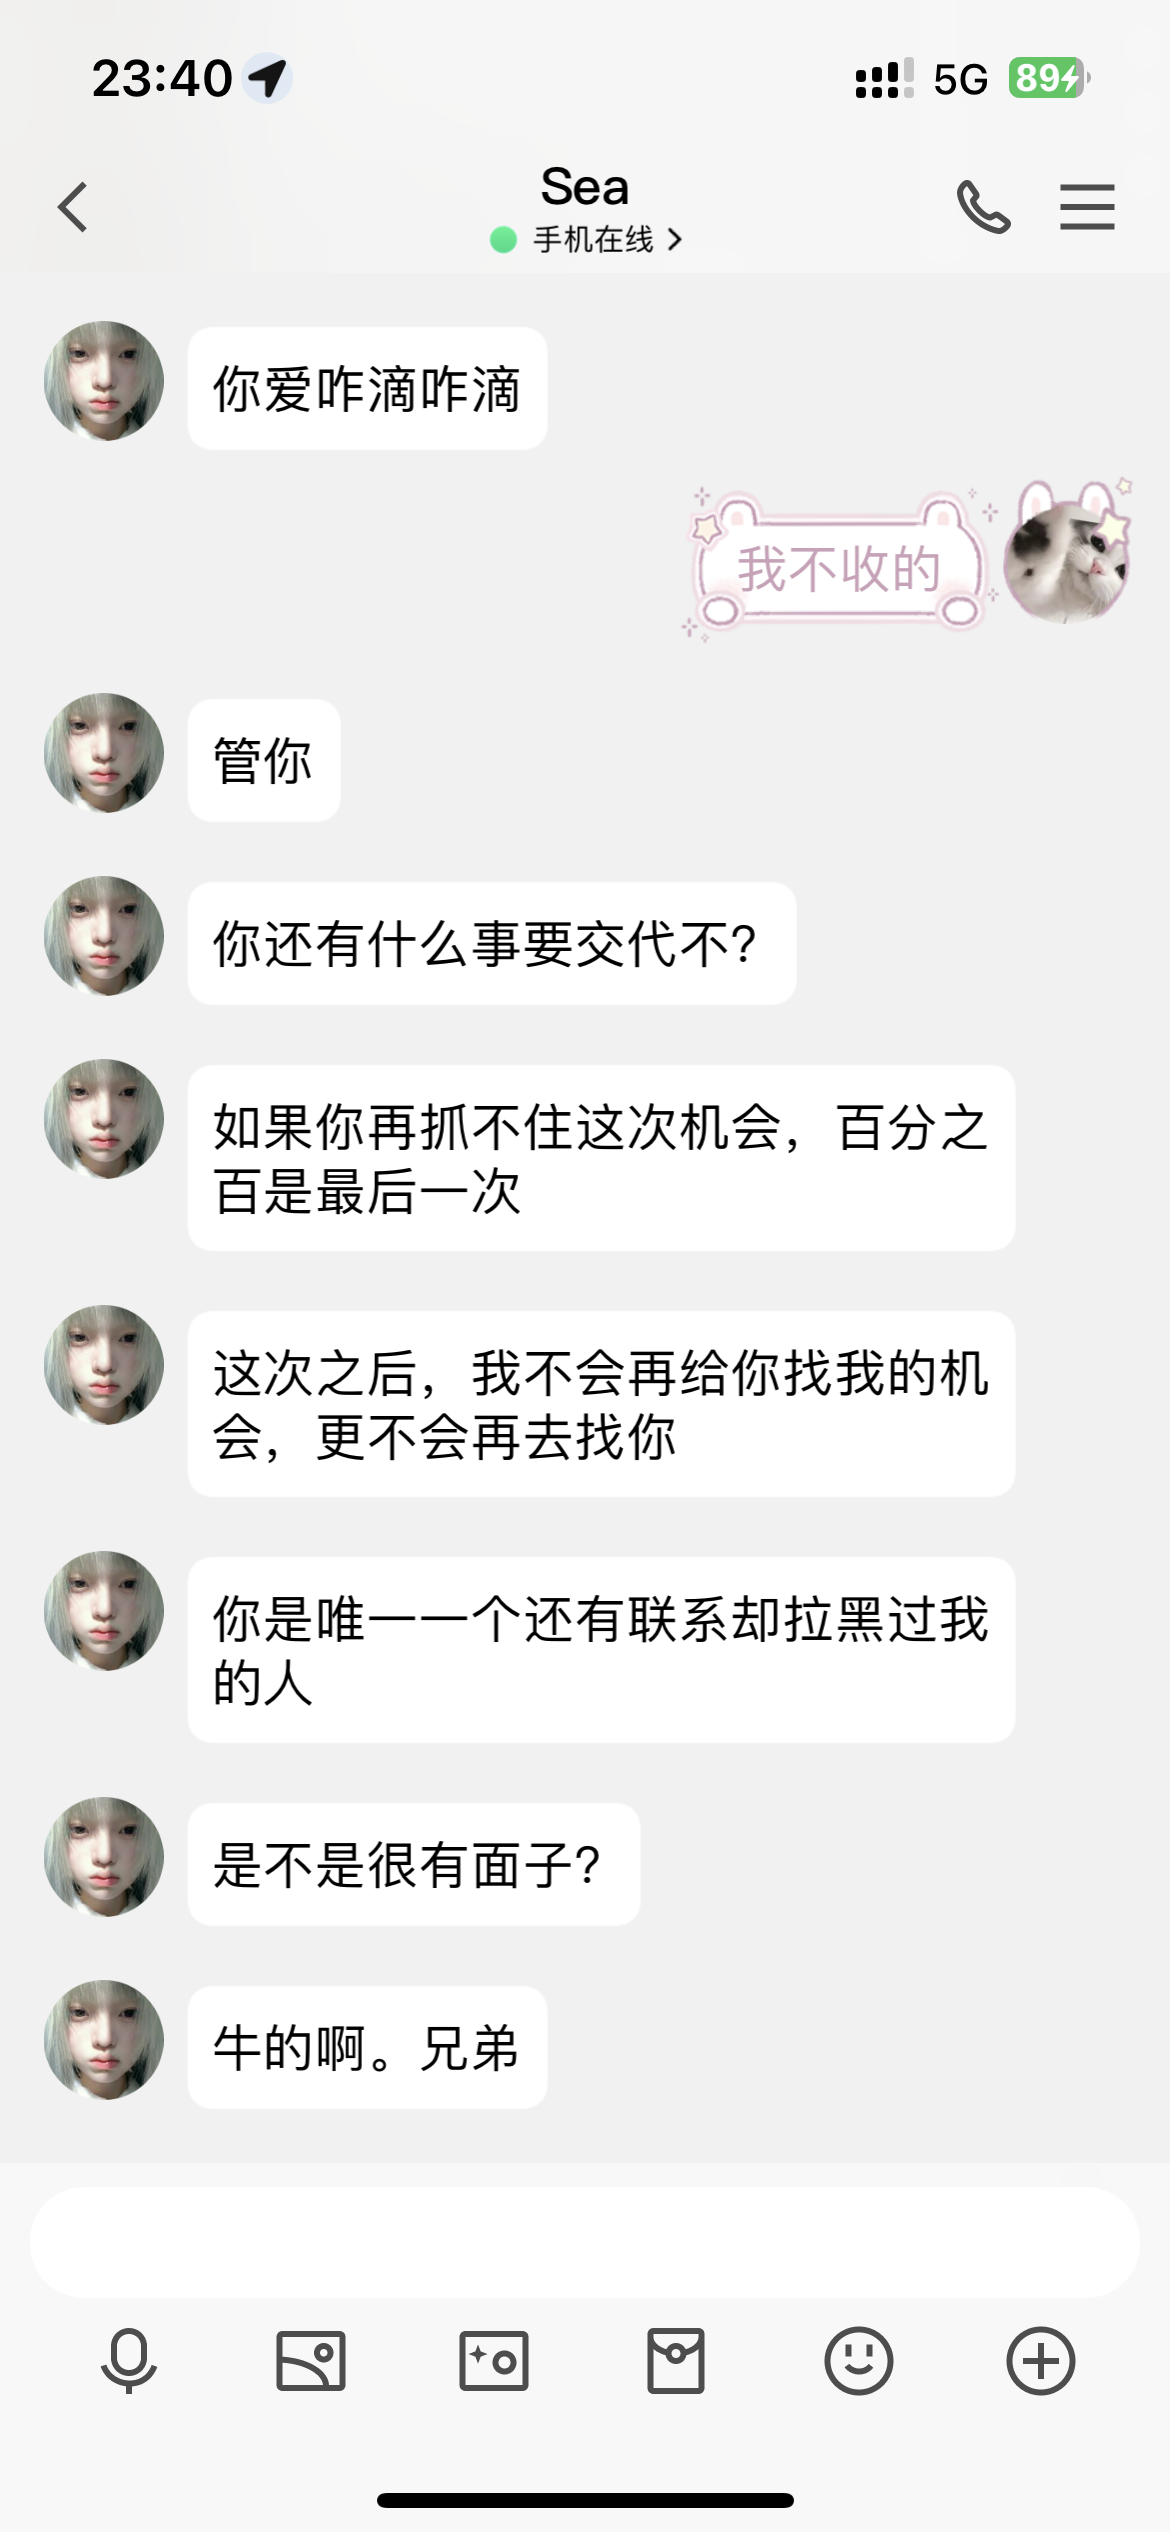 23:40
5G
89
Sea
手机在线
你爱咋滴咋滴
我不收的
管你
你还有什么事要交代不?
如果你再抓不住这次机会，百分之
百是最后一次
这次之后，我不会再给你找我的机
会，更不会再去找你
你是唯一一个还有联系却拉黑过我
的人
是不是很有面子?
牛的啊。兄弟